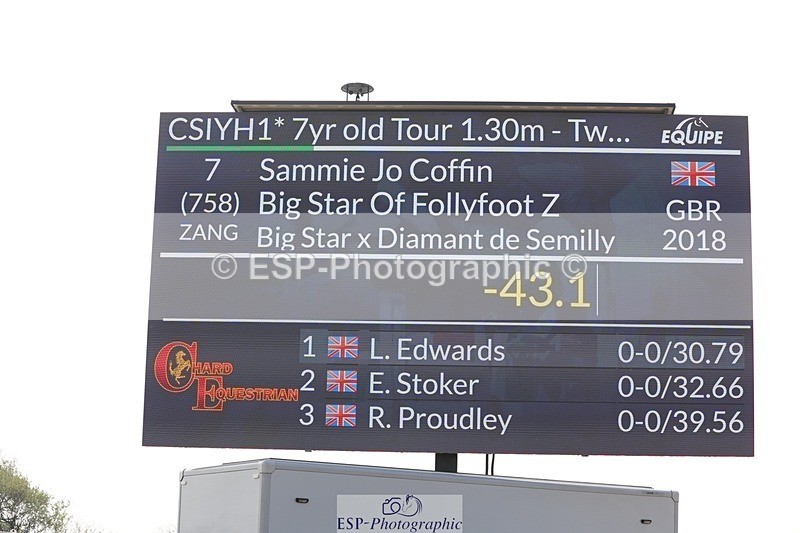 CSIYH1* 7yr old Tour 1.30m - Tw...
EQUIPE
7 Sammie Jo Coffin
(758) Big Star Of Follyfoot Z GBR
ZANG Big Star x Diamant de Semilly 2018
© ESP-Photographic ©
-43.1
CHARD EQUESTRIAN
1 L. Edwards 0-0/30.79
2 E. Stoker 0-0/32.66
3 R. Proudley 0-0/39.56
ESP-Photographic